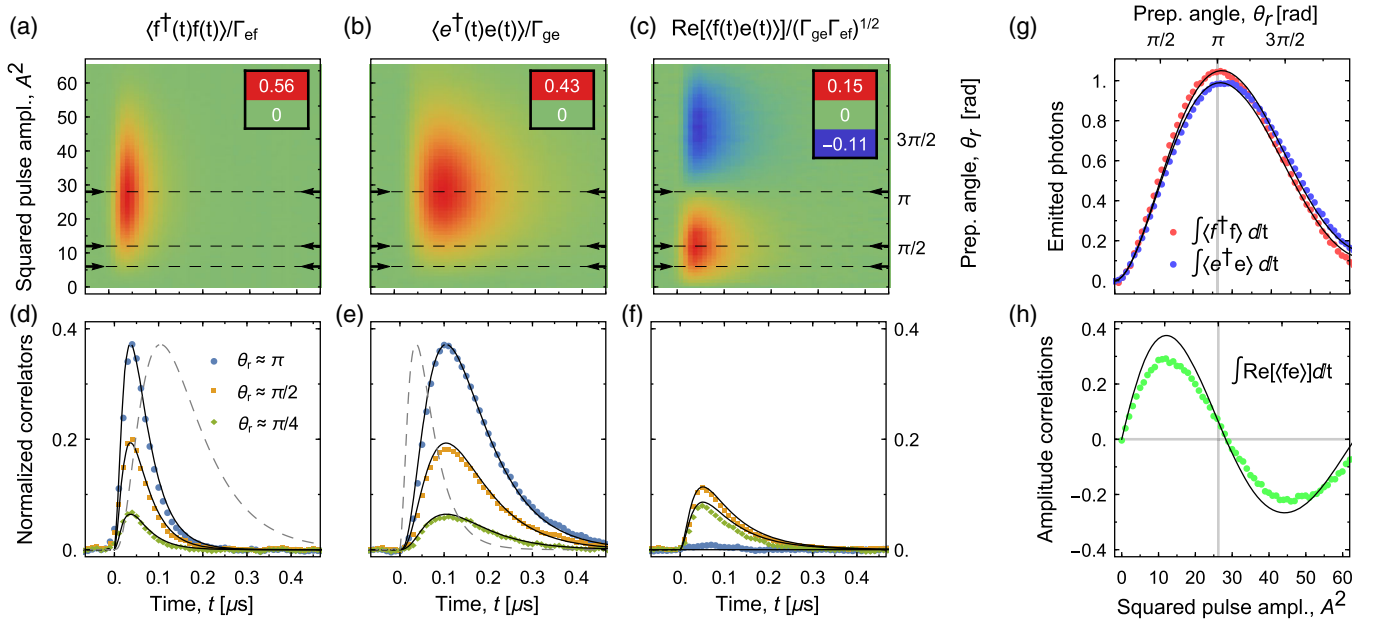 (a) ⟨f†(t)f(t)⟩/Γef
Squared pulse ampl., A²
60
50
40
30
20
10
0
0.56
0
(b) ⟨e†(t)e(t)⟩/Γge
0.43
0
(c) Re[⟨f(t)e(t)⟩]/(ΓgeΓef)1/2
0.15
0
−0.11
3π/2
π
π/2
Prep. angle, θr [rad]
(d)
Normalized correlators
0.4
0.2
0.
θr ≈ π
θr ≈ π/2
θr ≈ π/4
0. 0.1 0.2 0.3 0.4
Time, t [μs]
(e)
0. 0.1 0.2 0.3 0.4
Time, t [μs]
(f)
0.4
0.2
0.
0. 0.1 0.2 0.3 0.4
Time, t [μs]
(g) Prep. angle, θr [rad]
π/2 π 3π/2
Emitted photons
1.
0.8
0.6
0.4
0.2
0.
∫⟨f†f⟩ dt
∫⟨e†e⟩ dt
(h)
Amplitude correlations
0.4
0.2
0.
−0.2
−0.4
∫Re[⟨fe⟩]dt
0 10 20 30 40 50 60
Squared pulse ampl., A²